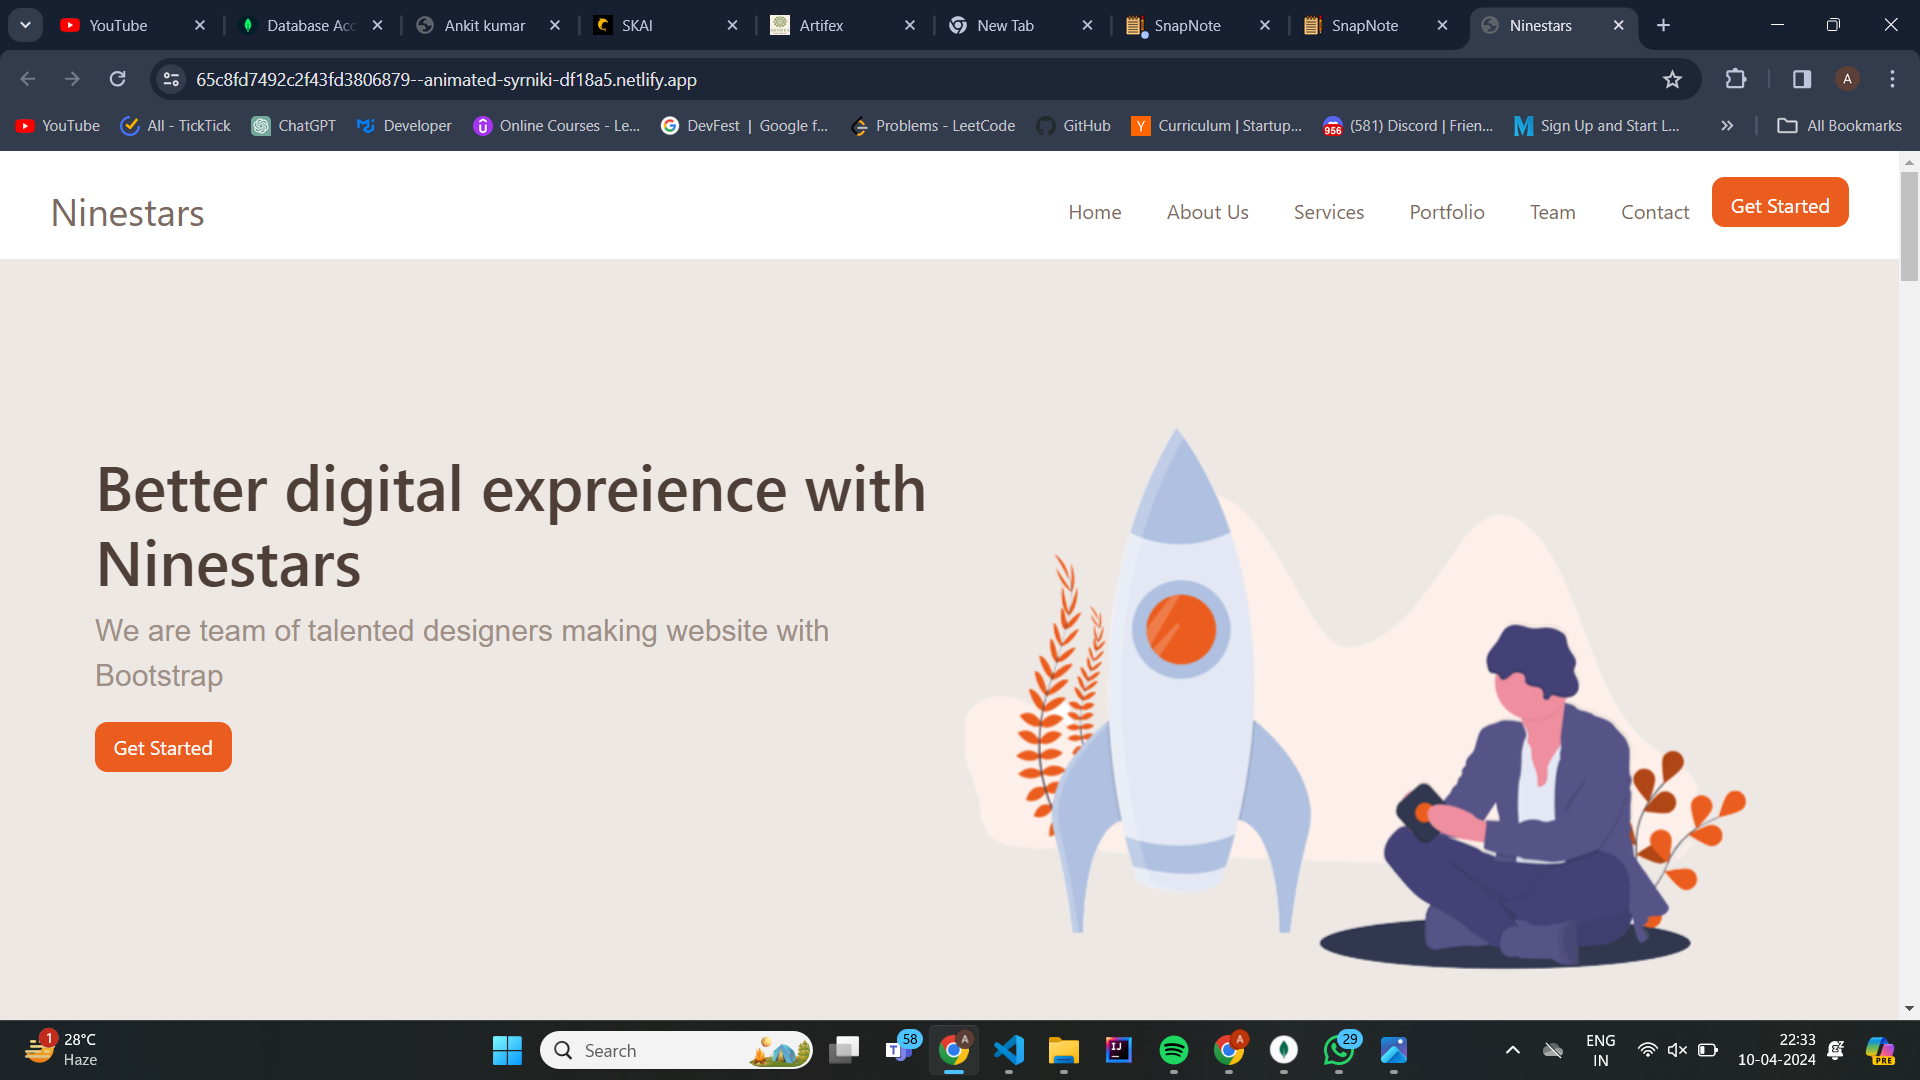 YouTube
Database Acc
Ankit kumar
SKAI
Artifex
New Tab
SnapNote
SnapNote
Ninestars
65c8fd7492c2f43fd3806879--animated-syrniki-df18a5.netlify.app
A
YouTube
All - TickTick
ChatGPT
Developer
Online Courses - Le...
DevFest | Google f...
Problems - LeetCode
GitHub
Y
Curriculum | Startup...
956
(581) Discord | Frien...
Sign Up and Start L...
All Bookmarks
Ninestars
Home
About Us
Services
Portfolio
Team
Contact
Get Started
Better digital expreience with
Ninestars
We are team of talented designers making website with
Bootstrap
Get Started
1
28°C
Haze
Search
58
A
IJ
A
29
ENG
IN
22:33
10-04-2024
PRE